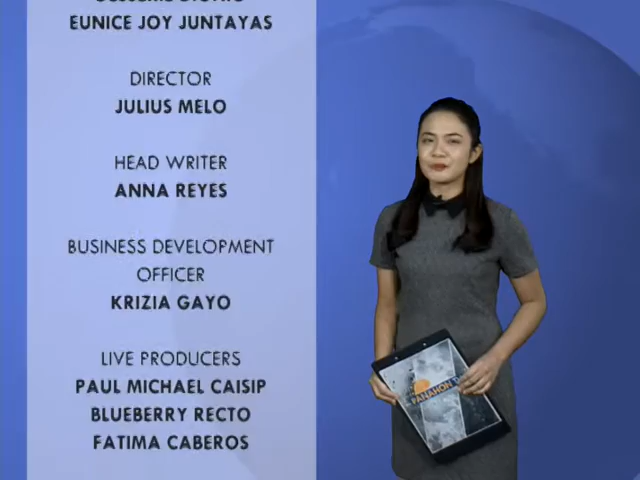 EUNICE JOY JUNTAYAS
DIRECTOR
JULIUS MELO
HEAD WRITER
ANNA REYES
BUSINESS DEVELOPMENT
OFFICER
KRIZIA GAYO
LIVE PRODUCERS
PAUL MICHAEL CAISIP
BLUEBERRY RECTO
FATIMA CABEROS
PANAHON